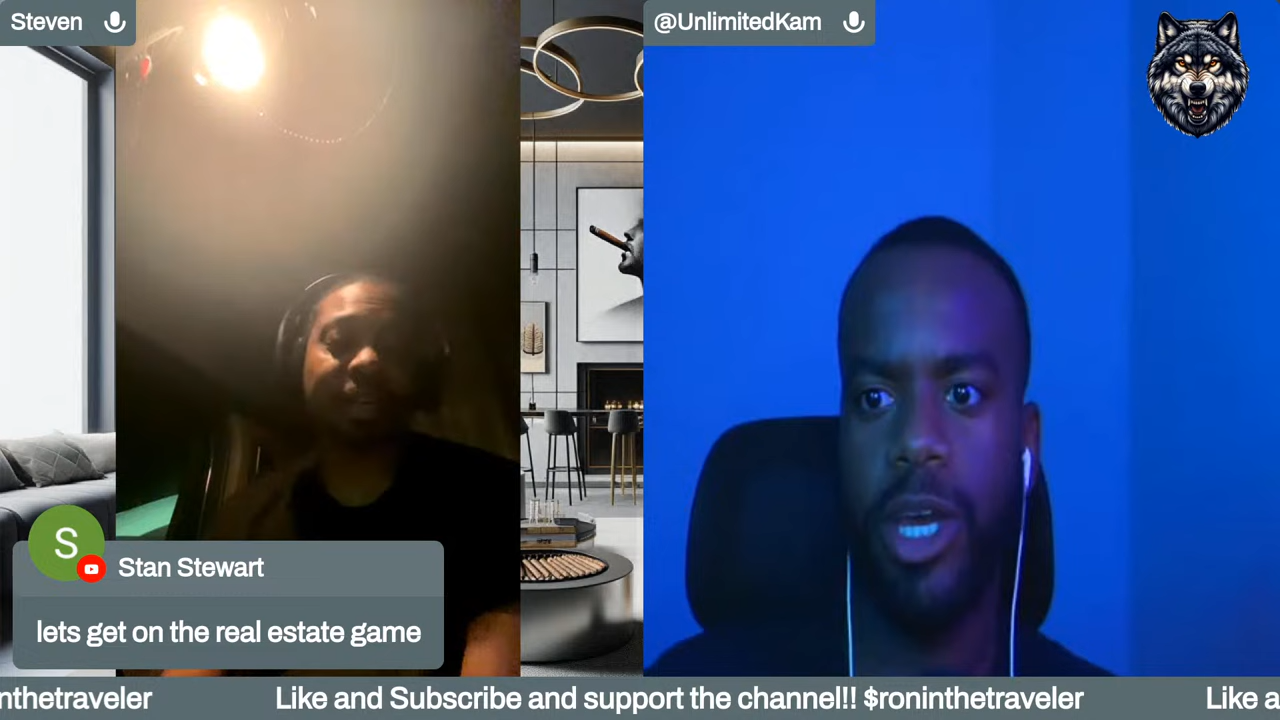 Steven
@UnlimitedKam
S
Stan Stewart
lets get on the real estate game
nthetraveler Like and Subscribe and support the channel!! $roninthetraveler Like a